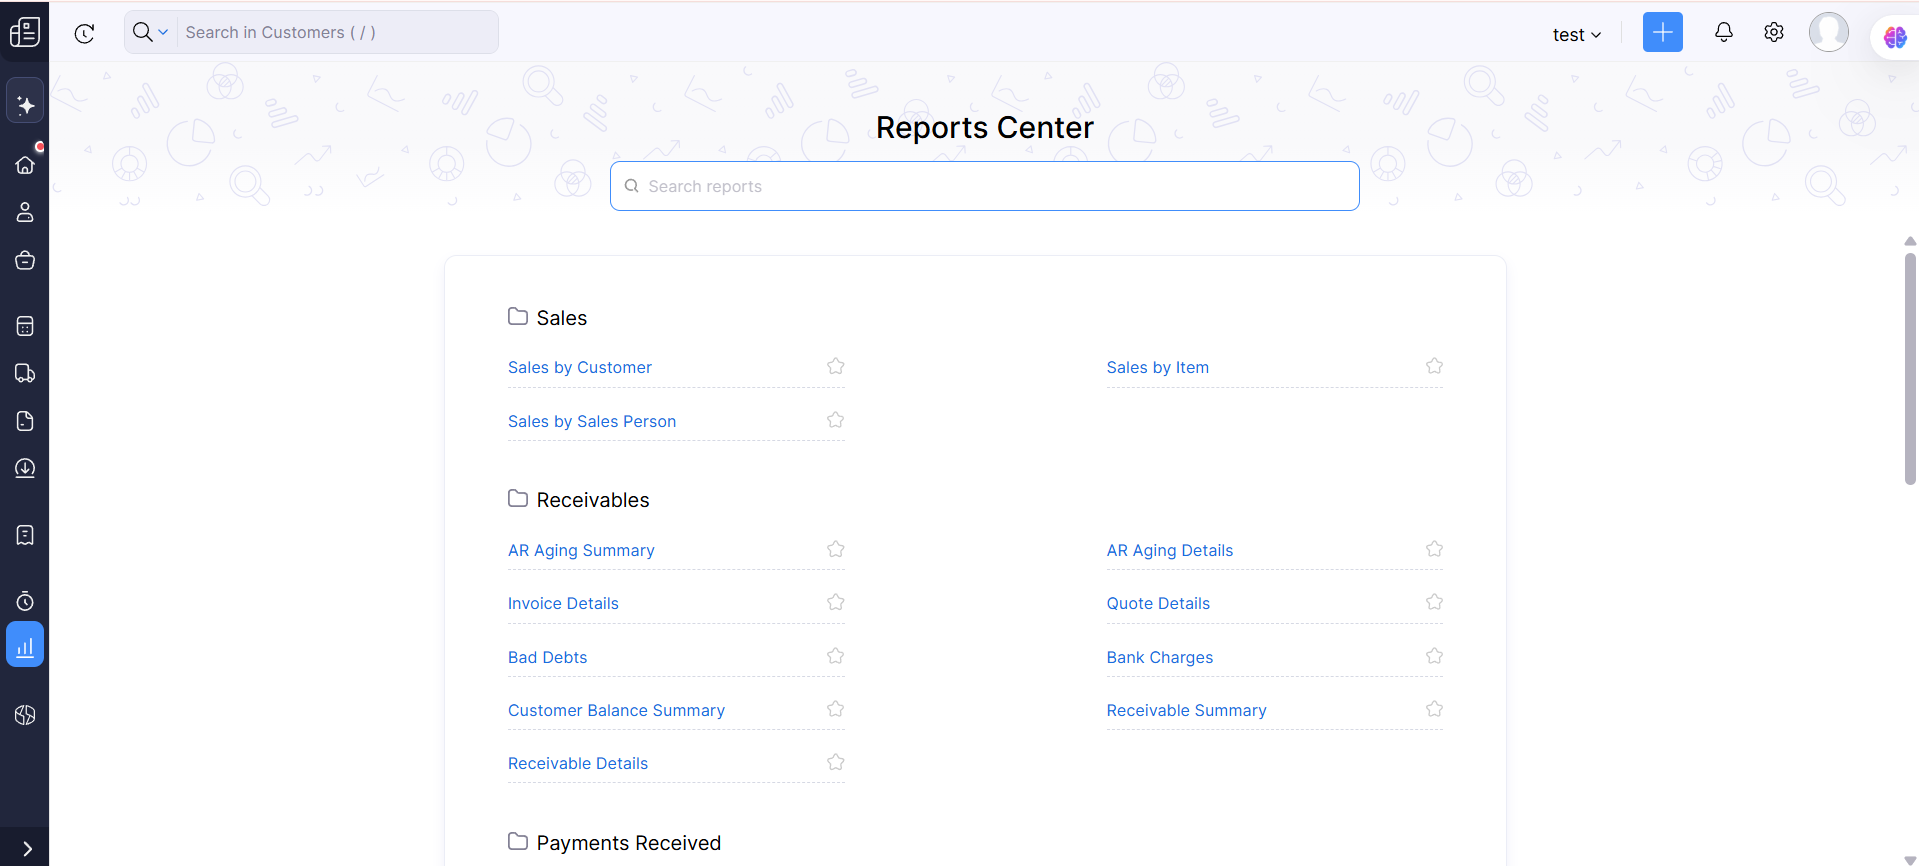 Search in Customers ( / )
test
Reports Center
Search reports
Sales
Sales by Customer
Sales by Item
Sales by Sales Person
Receivables
AR Aging Summary
AR Aging Details
Invoice Details
Quote Details
Bad Debts
Bank Charges
Customer Balance Summary
Receivable Summary
Receivable Details
Payments Received